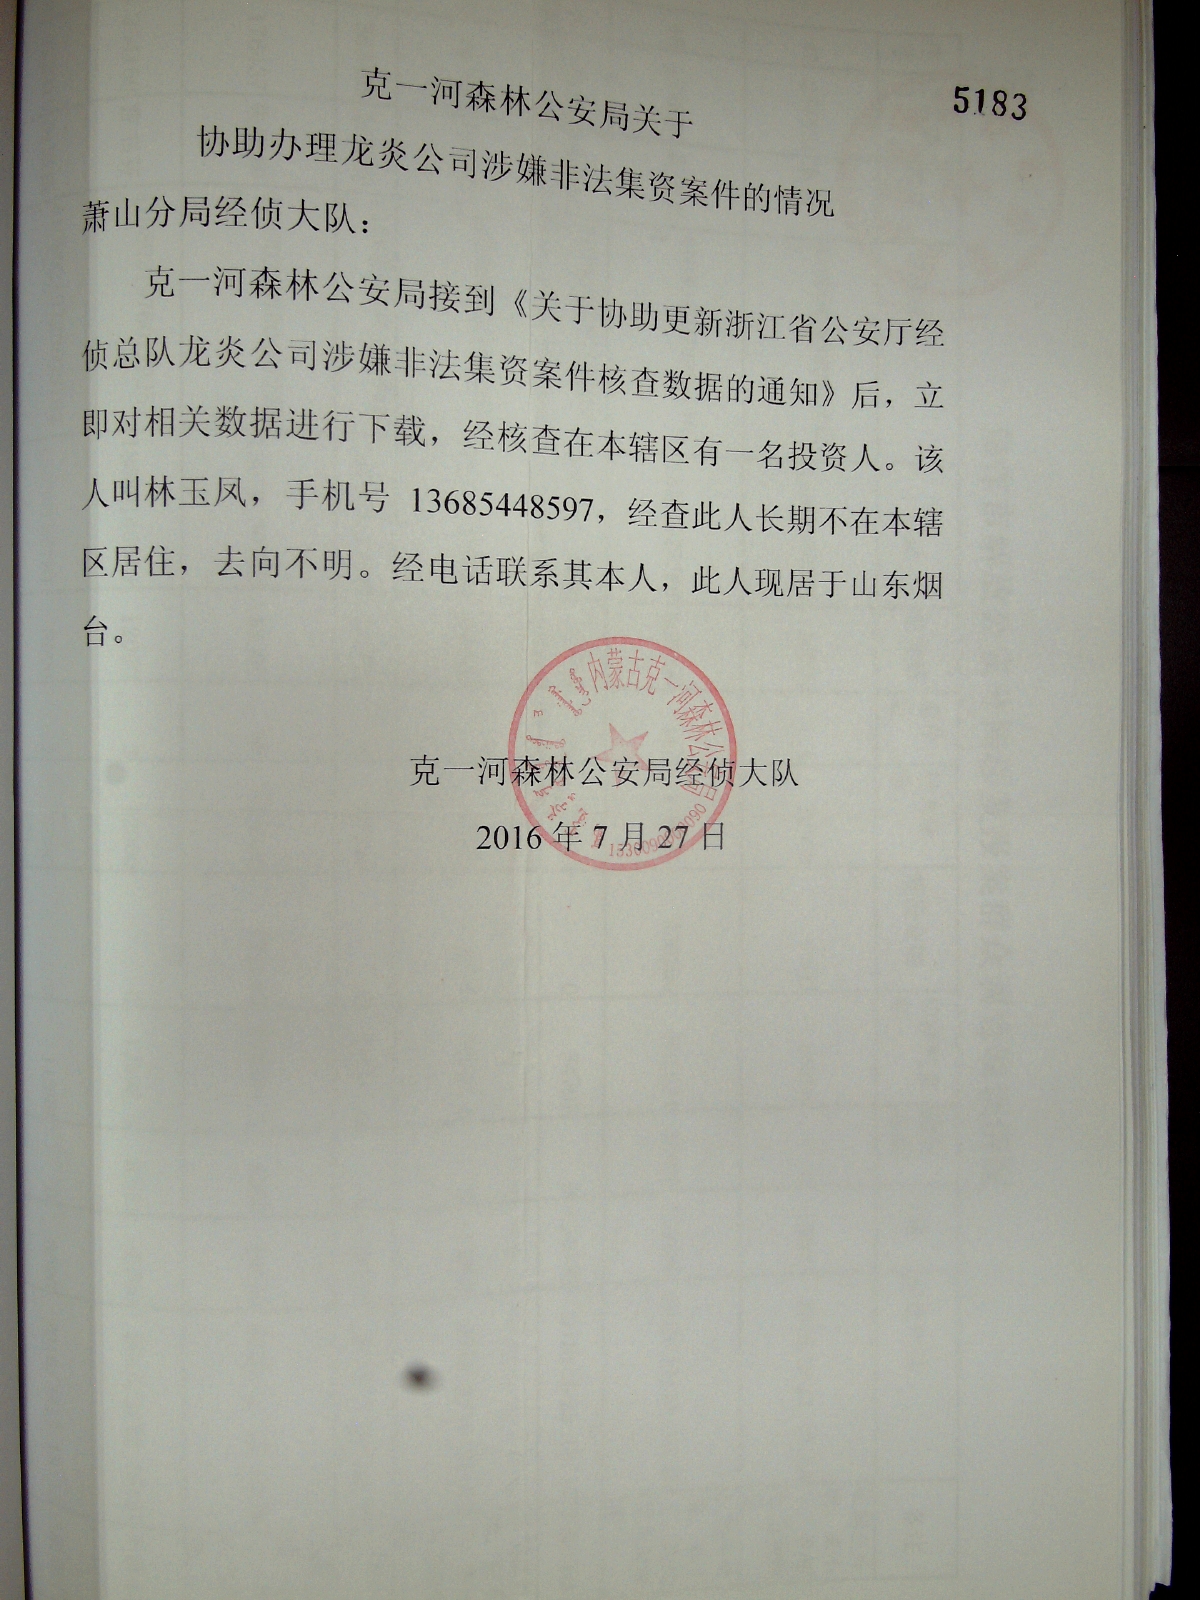 5183
克一河森林公安局关于
协助办理龙炎公司涉嫌非法集资案件的情况
萧山分局经侦大队：
克一河森林公安局接到《关于协助更新浙江省公安厅经
侦总队龙炎公司涉嫌非法集资案件核查数据的通知》后，立
即对相关数据进行下载，经核查在本辖区有一名投资人。该
人叫林玉凤，手机号 13685448597，经查此人长期不在本辖
区居住，去向不明。经电话联系其本人，此人现居于山东烟
台。
内蒙古克一河森林公安局
克一河森林公安局经侦大队
2016 年 7 月 27 日